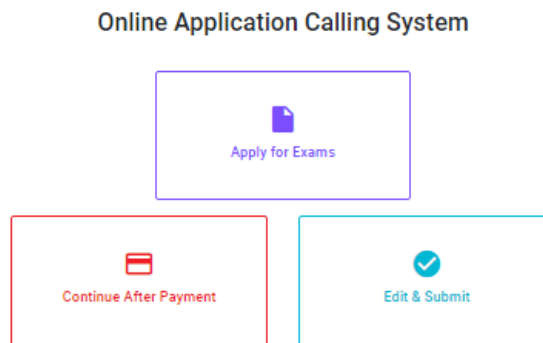 Online Application Calling System
Apply for Exams
Continue After Payment
Edit & Submit